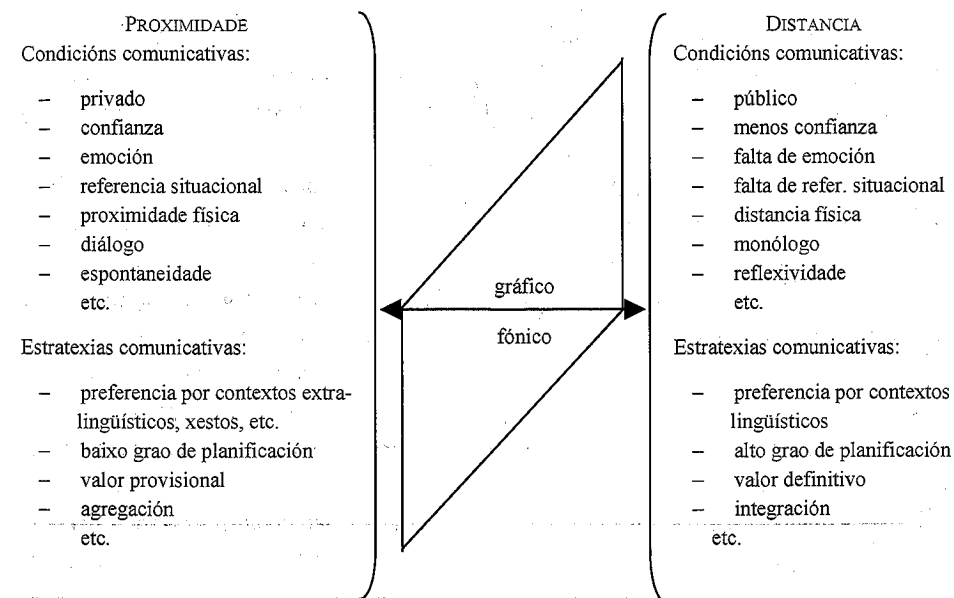 PROXIMIDADE
Condicións comunicativas:
– privado
– confianza
– emoción
– referencia situacional
– proximidade física
– diálogo
– espontaneidade
etc.
Estratexias comunicativas:
– preferencia por contextos extra-
lingüísticos, xestos, etc.
– baixo grao de planificación
– valor provisional
– agregación
etc.
gráfico
fónico
DISTANCIA
Condicións comunicativas:
– público
– menos confianza
– falta de emoción
– falta de refer. situacional
– distancia física
– monólogo
– reflexividade
etc.
Estratexias comunicativas:
– preferencia por contextos
lingüísticos
– alto grao de planificación
– valor definitivo
– integración
etc.